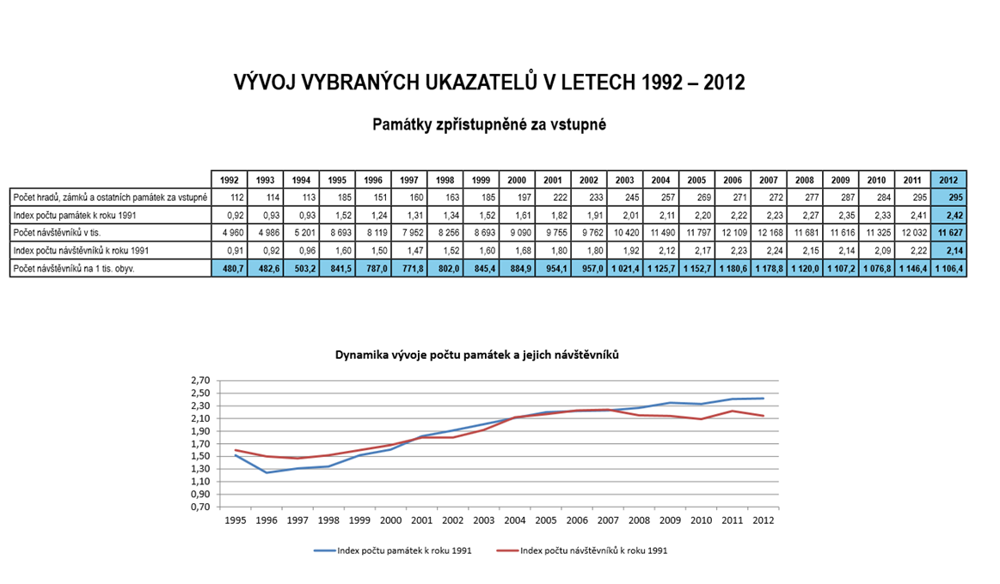 VÝVOJ VYBRANÝCH UKAZATELŮ V LETECH 1992 – 2012
Památky zpřístupněné za vstupné
1992 1993 1994 1995 1996 1997 1998 1999 2000 2001 2002 2003 2004 2005 2006 2007 2008 2009 2010 2011 2012
Počet hradů, zámků a ostatních památek za vstupné 112 114 113 185 151 160 163 185 197 222 233 245 257 269 271 272 277 287 284 295 295
Index počtu památek k roku 1991 0,92 0,93 0,93 1,52 1,24 1,31 1,34 1,52 1,61 1,82 1,91 2,01 2,11 2,20 2,22 2,23 2,27 2,35 2,33 2,41 2,42
Počet návštěvníků v tis. 4 960 4 986 5 201 8 693 8 119 7 952 8 256 8 693 9 090 9 755 9 762 10 420 11 490 11 797 12 109 12 168 11 681 11 616 11 325 12 032 11 627
Index počtu návštěvníků k roku 1991 0,91 0,92 0,96 1,60 1,50 1,47 1,52 1,60 1,68 1,80 1,80 1,92 2,12 2,17 2,23 2,24 2,15 2,14 2,09 2,22 2,14
Počet návštěvníků na 1 tis. obyv. 480,7 482,6 503,2 841,5 787,0 771,8 802,0 845,4 884,9 954,1 957,0 1 021,4 1 125,7 1 152,7 1 180,6 1 178,8 1 120,0 1 107,2 1 076,8 1 146,4 1 106,4
Dynamika vývoje počtu památek a jejich návštěvníků
2,70
2,50
2,30
2,10
1,90
1,70
1,50
1,30
1,10
0,90
0,70
1995 1996 1997 1998 1999 2000 2001 2002 2003 2004 2005 2006 2007 2008 2009 2010 2011 2012
Index počtu památek k roku 1991 Index počtu návštěvníků k roku 1991